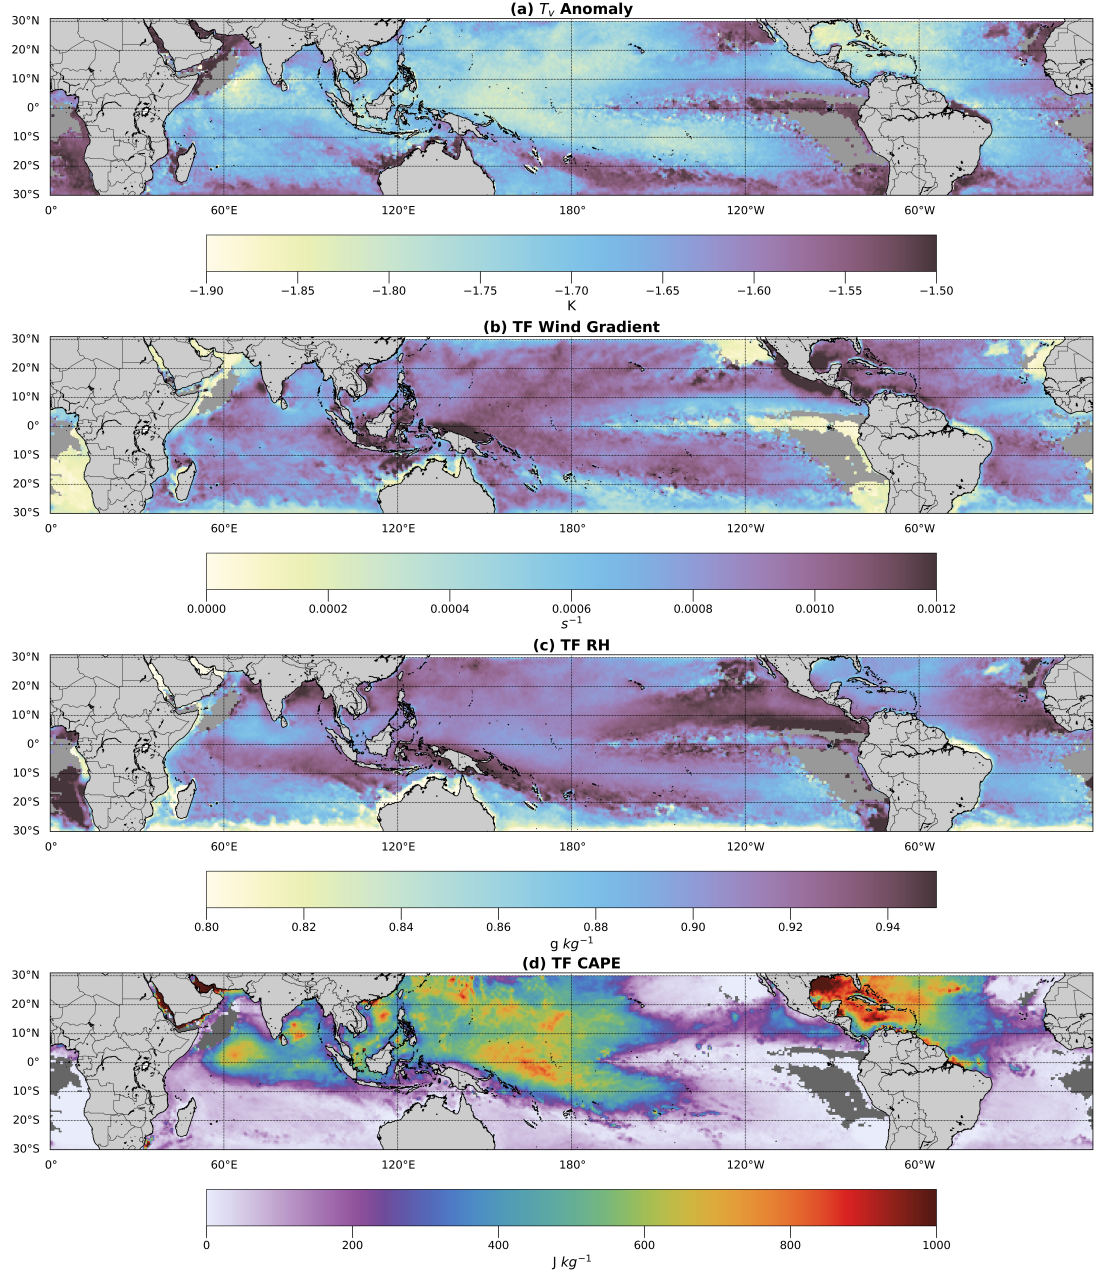 (a) Tᵥ Anomaly
30°N
20°N
10°N
0°
10°S
20°S
30°S
0° 60°E 120°E 180° 120°W 60°W
−1.90 −1.85 −1.80 −1.75 −1.70 −1.65 −1.60 −1.55 −1.50
K
(b) TF Wind Gradient
30°N
20°N
10°N
0°
10°S
20°S
30°S
0° 60°E 120°E 180° 120°W 60°W
0.0000 0.0002 0.0004 0.0006 0.0008 0.0010 0.0012
s⁻¹
(c) TF RH
30°N
20°N
10°N
0°
10°S
20°S
30°S
0° 60°E 120°E 180° 120°W 60°W
0.80 0.82 0.84 0.86 0.88 0.90 0.92 0.94
g kg⁻¹
(d) TF CAPE
30°N
20°N
10°N
0°
10°S
20°S
30°S
0° 60°E 120°E 180° 120°W 60°W
0 200 400 600 800 1000
J kg⁻¹